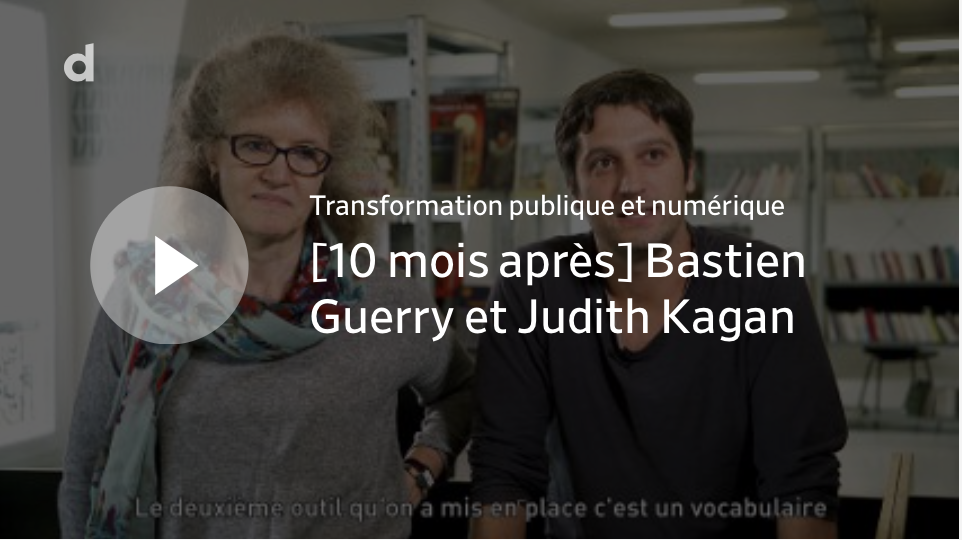 d
Transformation publique et numérique
[10 mois après] Bastien
Guerry et Judith Kagan
Le deuxième outil qu'on a mis en place c'est un vocabulaire